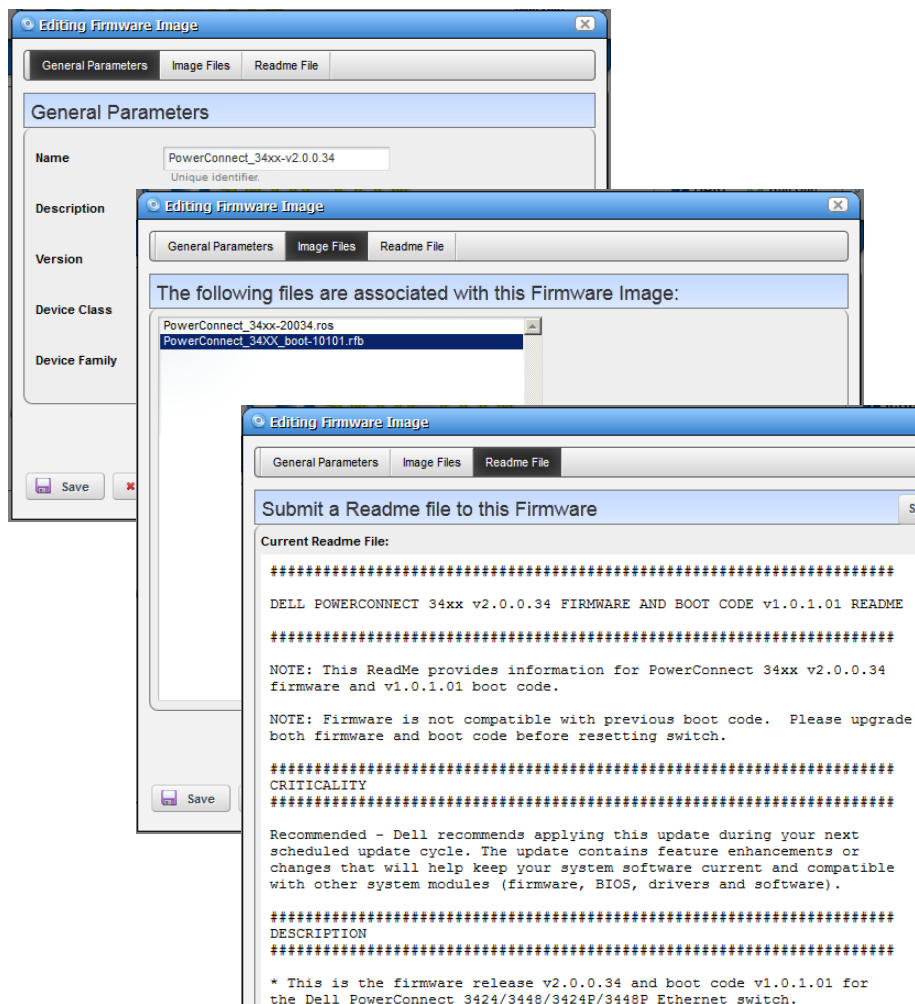 Editing Firmware Image
General Parameters Image Files Readme File
General Parameters
Name PowerConnect_34xx-v2.0.0.34
Unique identifier.
Description
Version
Device Class
Device Family
Save
Editing Firmware Image
General Parameters Image Files Readme File
The following files are associated with this Firmware Image:
PowerConnect_34xx-20034.ros
PowerConnect_34XX_boot-10101.rfb
Save
Editing Firmware Image
General Parameters Image Files Readme File
Submit a Readme file to this Firmware S
Current Readme File:
#######################################################################
DELL POWERCONNECT 34xx v2.0.0.34 FIRMWARE AND BOOT CODE v1.0.1.01 README
#######################################################################
NOTE: This ReadMe provides information for PowerConnect 34xx v2.0.0.34
firmware and v1.0.1.01 boot code.
NOTE: Firmware is not compatible with previous boot code.  Please upgrade
both firmware and boot code before resetting switch.
#######################################################################
CRITICALITY
#######################################################################
Recommended - Dell recommends applying this update during your next
scheduled update cycle. The update contains feature enhancements or
changes that will help keep your system software current and compatible
with other system modules (firmware, BIOS, drivers and software).
#######################################################################
DESCRIPTION
#######################################################################
* This is the firmware release v2.0.0.34 and boot code v1.0.1.01 for
the Dell PowerConnect 3424/3448/3424P/3448P Ethernet switch.